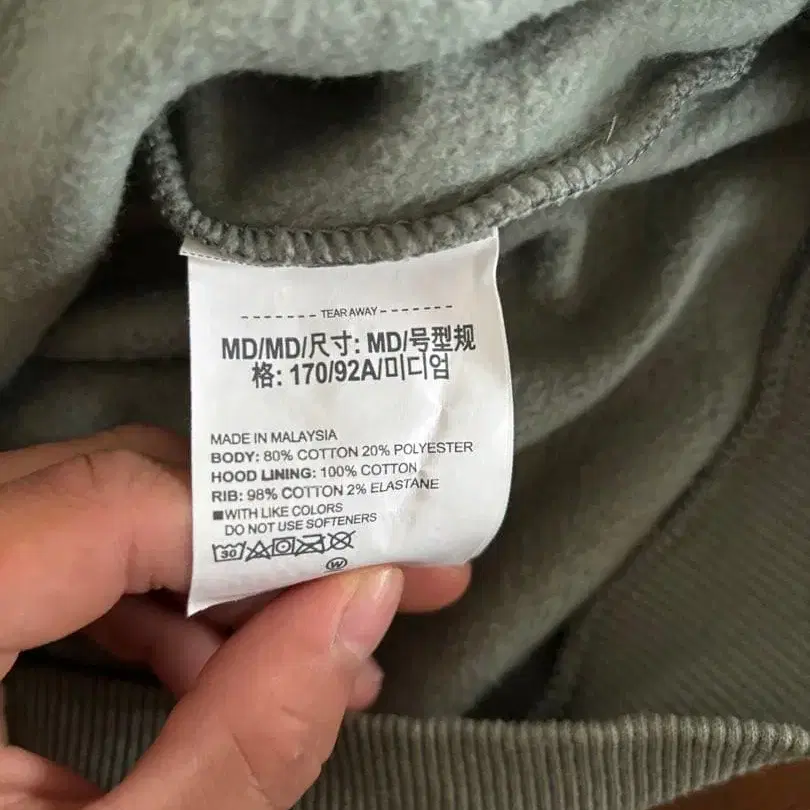 TEAR AWAY
MD/MD/尺寸: MD/号型规
格: 170/92A/미디엄
MADE IN MALAYSIA
BODY: 80% COTTON 20% POLYESTER
HOOD LINING: 100% COTTON
RIB: 98% COTTON 2% ELASTANE
WITH LIKE COLORS
DO NOT USE SOFTENERS
30
W